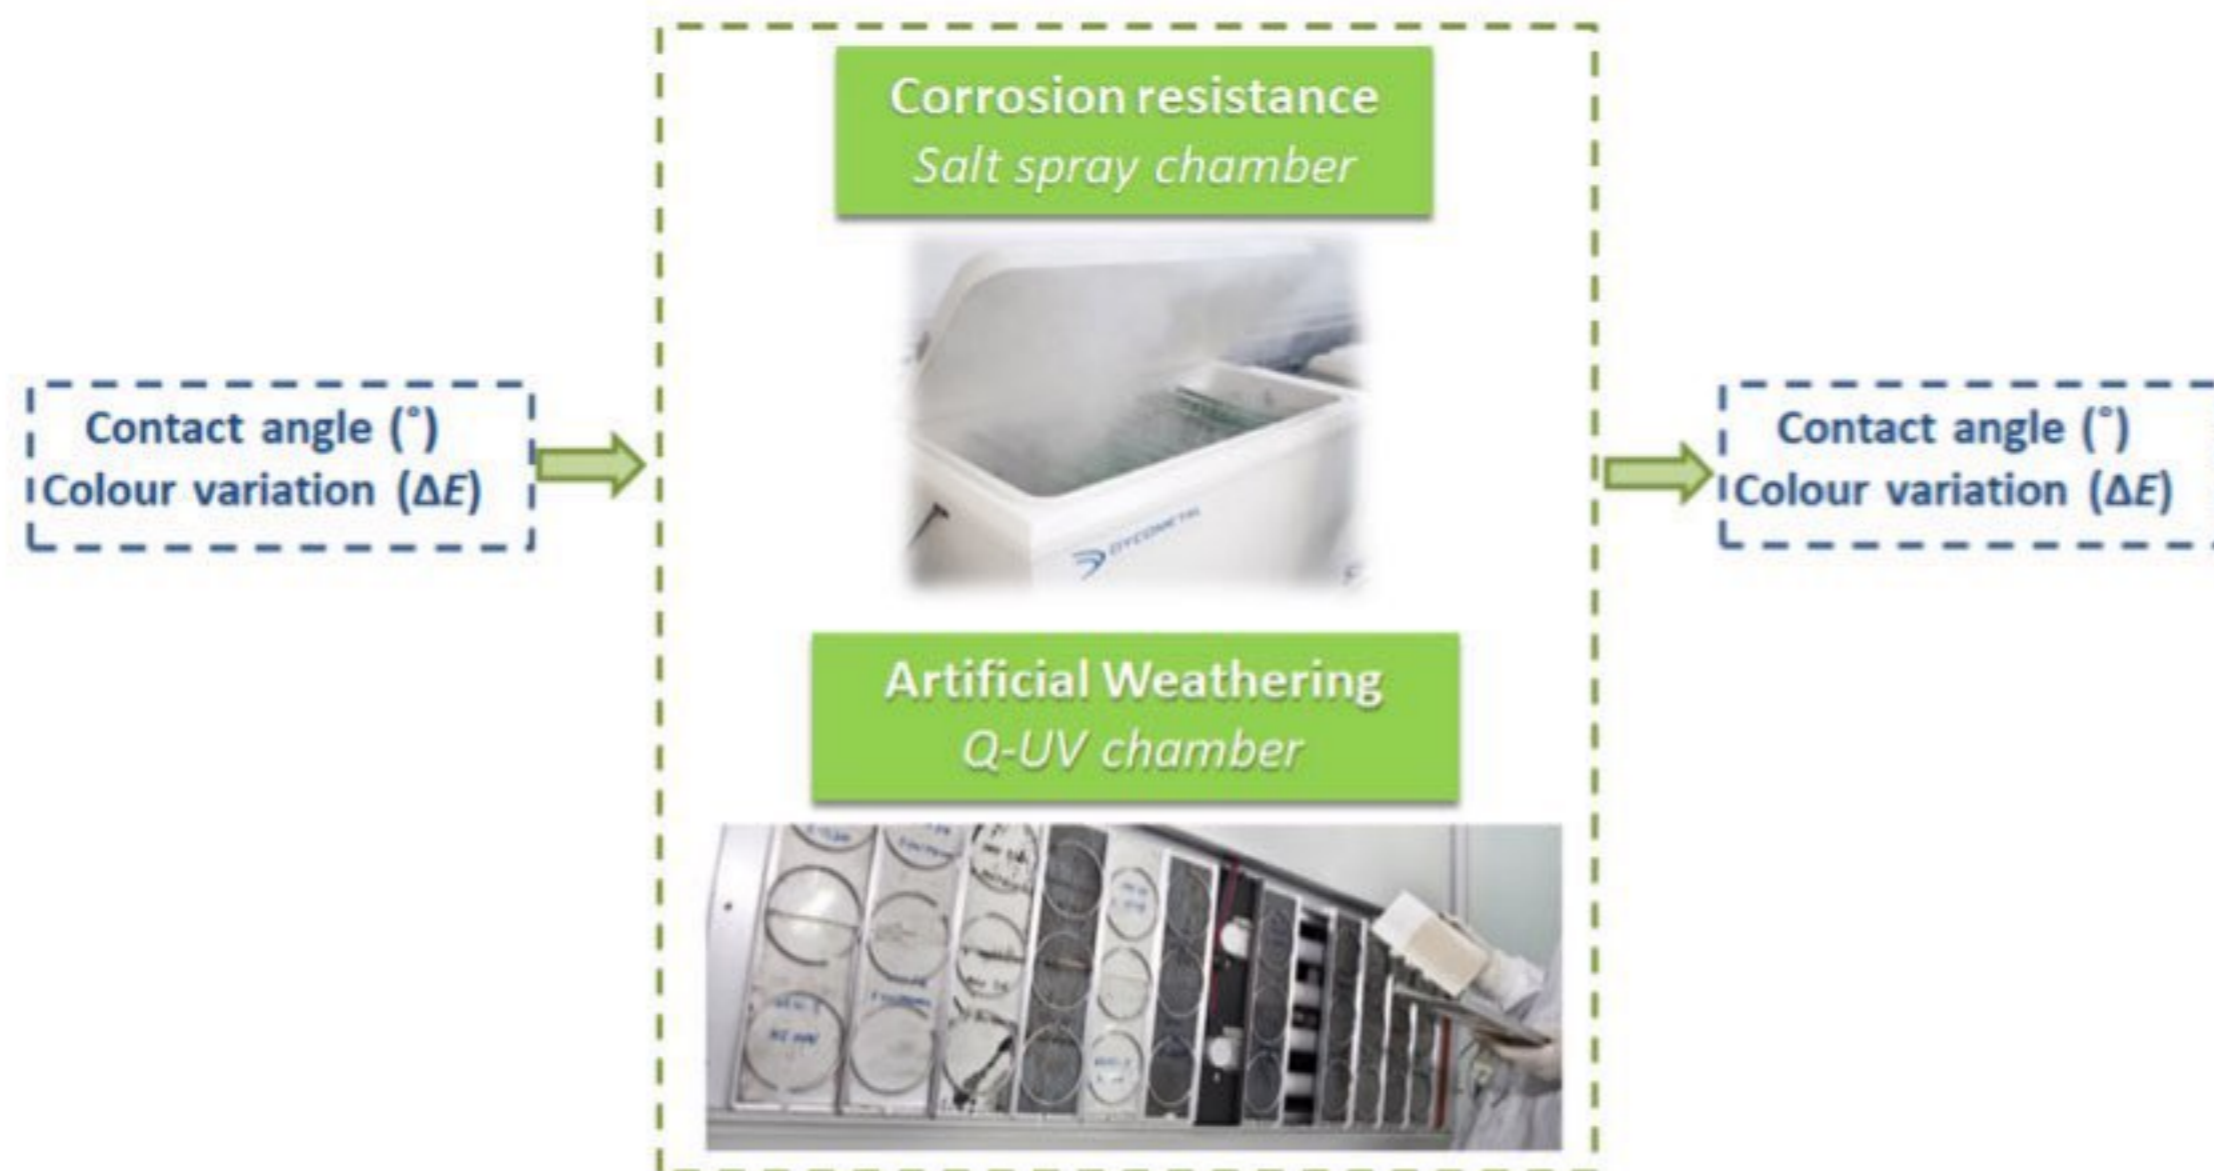 Corrosion resistance
Salt spray chamber
Contact angle (°)
Colour variation (ΔE)
Contact angle (°)
Colour variation (ΔE)
DYCOMETAL
Artificial Weathering
Q-UV chamber